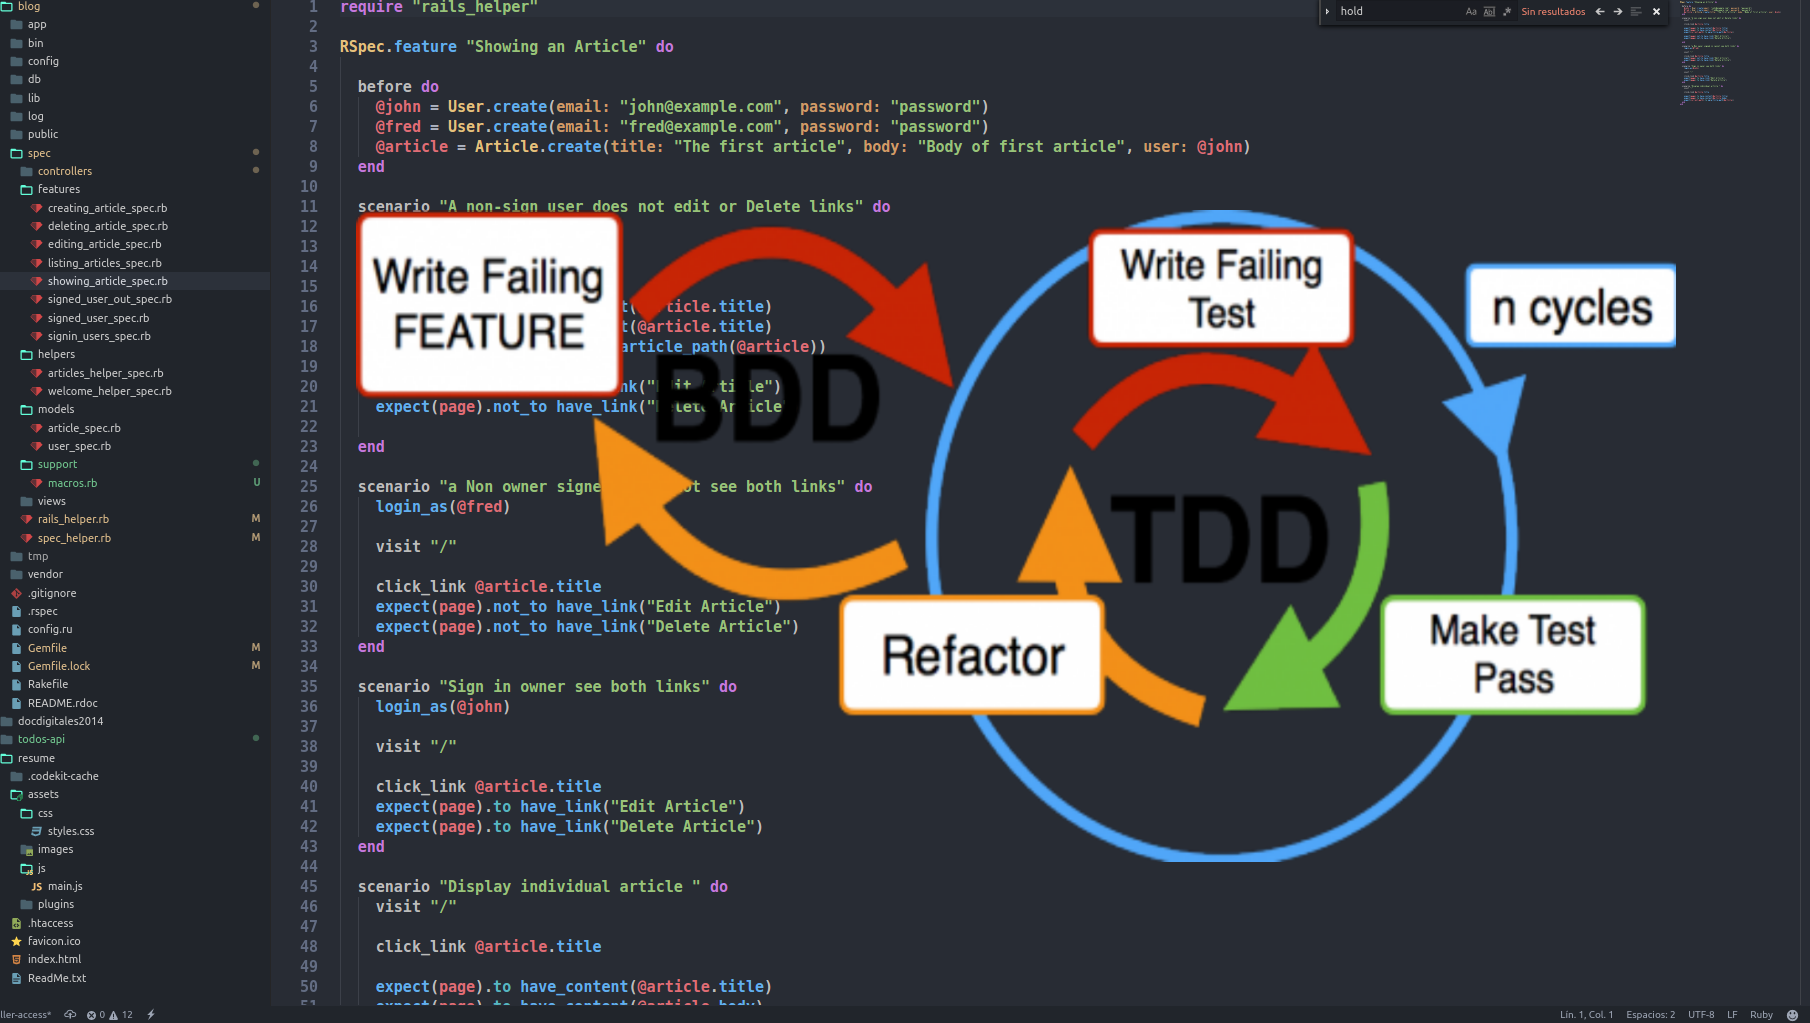 blog
app
bin
config
db
lib
log
public
spec
controllers
features
creating_article_spec.rb
deleting_article_spec.rb
editing_article_spec.rb
listing_articles_spec.rb
showing_article_spec.rb
signed_user_out_spec.rb
signed_user_spec.rb
signin_users_spec.rb
helpers
articles_helper_spec.rb
welcome_helper_spec.rb
models
article_spec.rb
user_spec.rb
support
macros.rb U
views
rails_helper.rb M
spec_helper.rb M
tmp
vendor
.gitignore
.rspec
config.ru
Gemfile M
Gemfile.lock M
Rakefile
README.rdoc
docdigitales2014
todos-api
resume
.codekit-cache
assets
css
styles.css
images
js
JS main.js
plugins
.htaccess
favicon.ico
index.html
ReadMe.txt
hold Aa Abl .* Sin resultados
1 require "rails_helper"
2
3 RSpec.feature "Showing an Article" do
4
5 before do
6 @john = User.create(email: "john@example.com", password: "password")
7 @fred = User.create(email: "fred@example.com", password: "password")
8 @article = Article.create(title: "The first article", body: "Body of first article", user: @john)
9 end
10
11 scenario "A non-sign user does not edit or Delete links" do
12
13
14
15
16 t( ticle.title)
17 t(@article.title)
18 article_path(@article))
19
20 nk("Edit Article")
21 expect(page).not_to have_link("Delete Article"
22
23 end
24
25 scenario "a Non owner signe ot see both links" do
26 login_as(@fred)
27
28 visit "/"
29
30 click_link @article.title
31 expect(page).not_to have_link("Edit Article")
32 expect(page).not_to have_link("Delete Article")
33 end
34
35 scenario "Sign in owner see both links" do
36 login_as(@john)
37
38 visit "/"
39
40 click_link @article.title
41 expect(page).to have_link("Edit Article")
42 expect(page).to have_link("Delete Article")
43 end
44
45 scenario "Display individual article " do
46 visit "/"
47
48 click_link @article.title
49
50 expect(page).to have_content(@article.title)
51 expect(page).to have_content(@article.body)
Write Failing
FEATURE
BDD
Write Failing
Test
n cycles
TDD
Refactor
Make Test
Pass
ller-access* 0 12
Lín. 1, Col. 1 Espacios: 2 UTF-8 LF Ruby